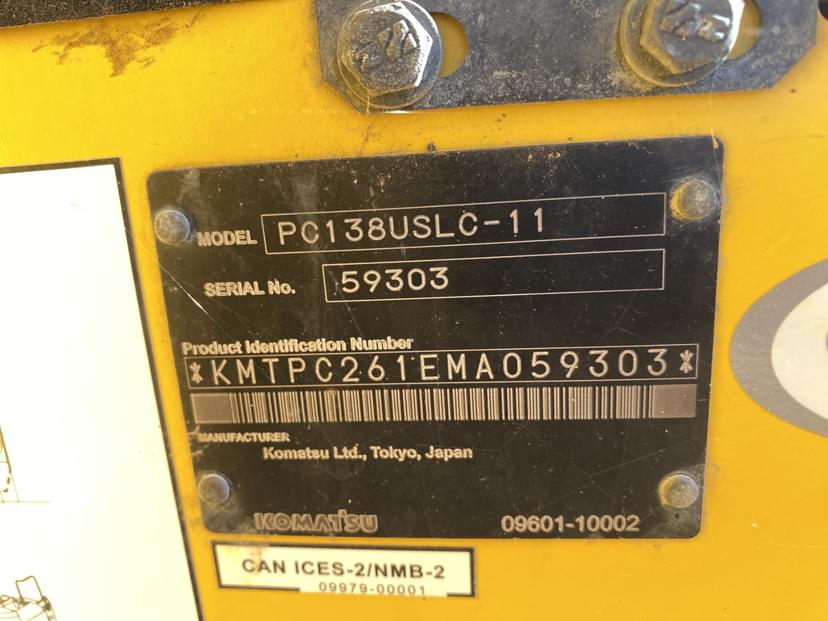 MODEL PC138USLC-11
SERIAL No. 59303
Product Identification Number
*KMTPC261EMA059303*
MANUFACTURER
Komatsu Ltd., Tokyo, Japan
KOMATSU 09601-10002
CAN ICES-2/NMB-2
09979-00001